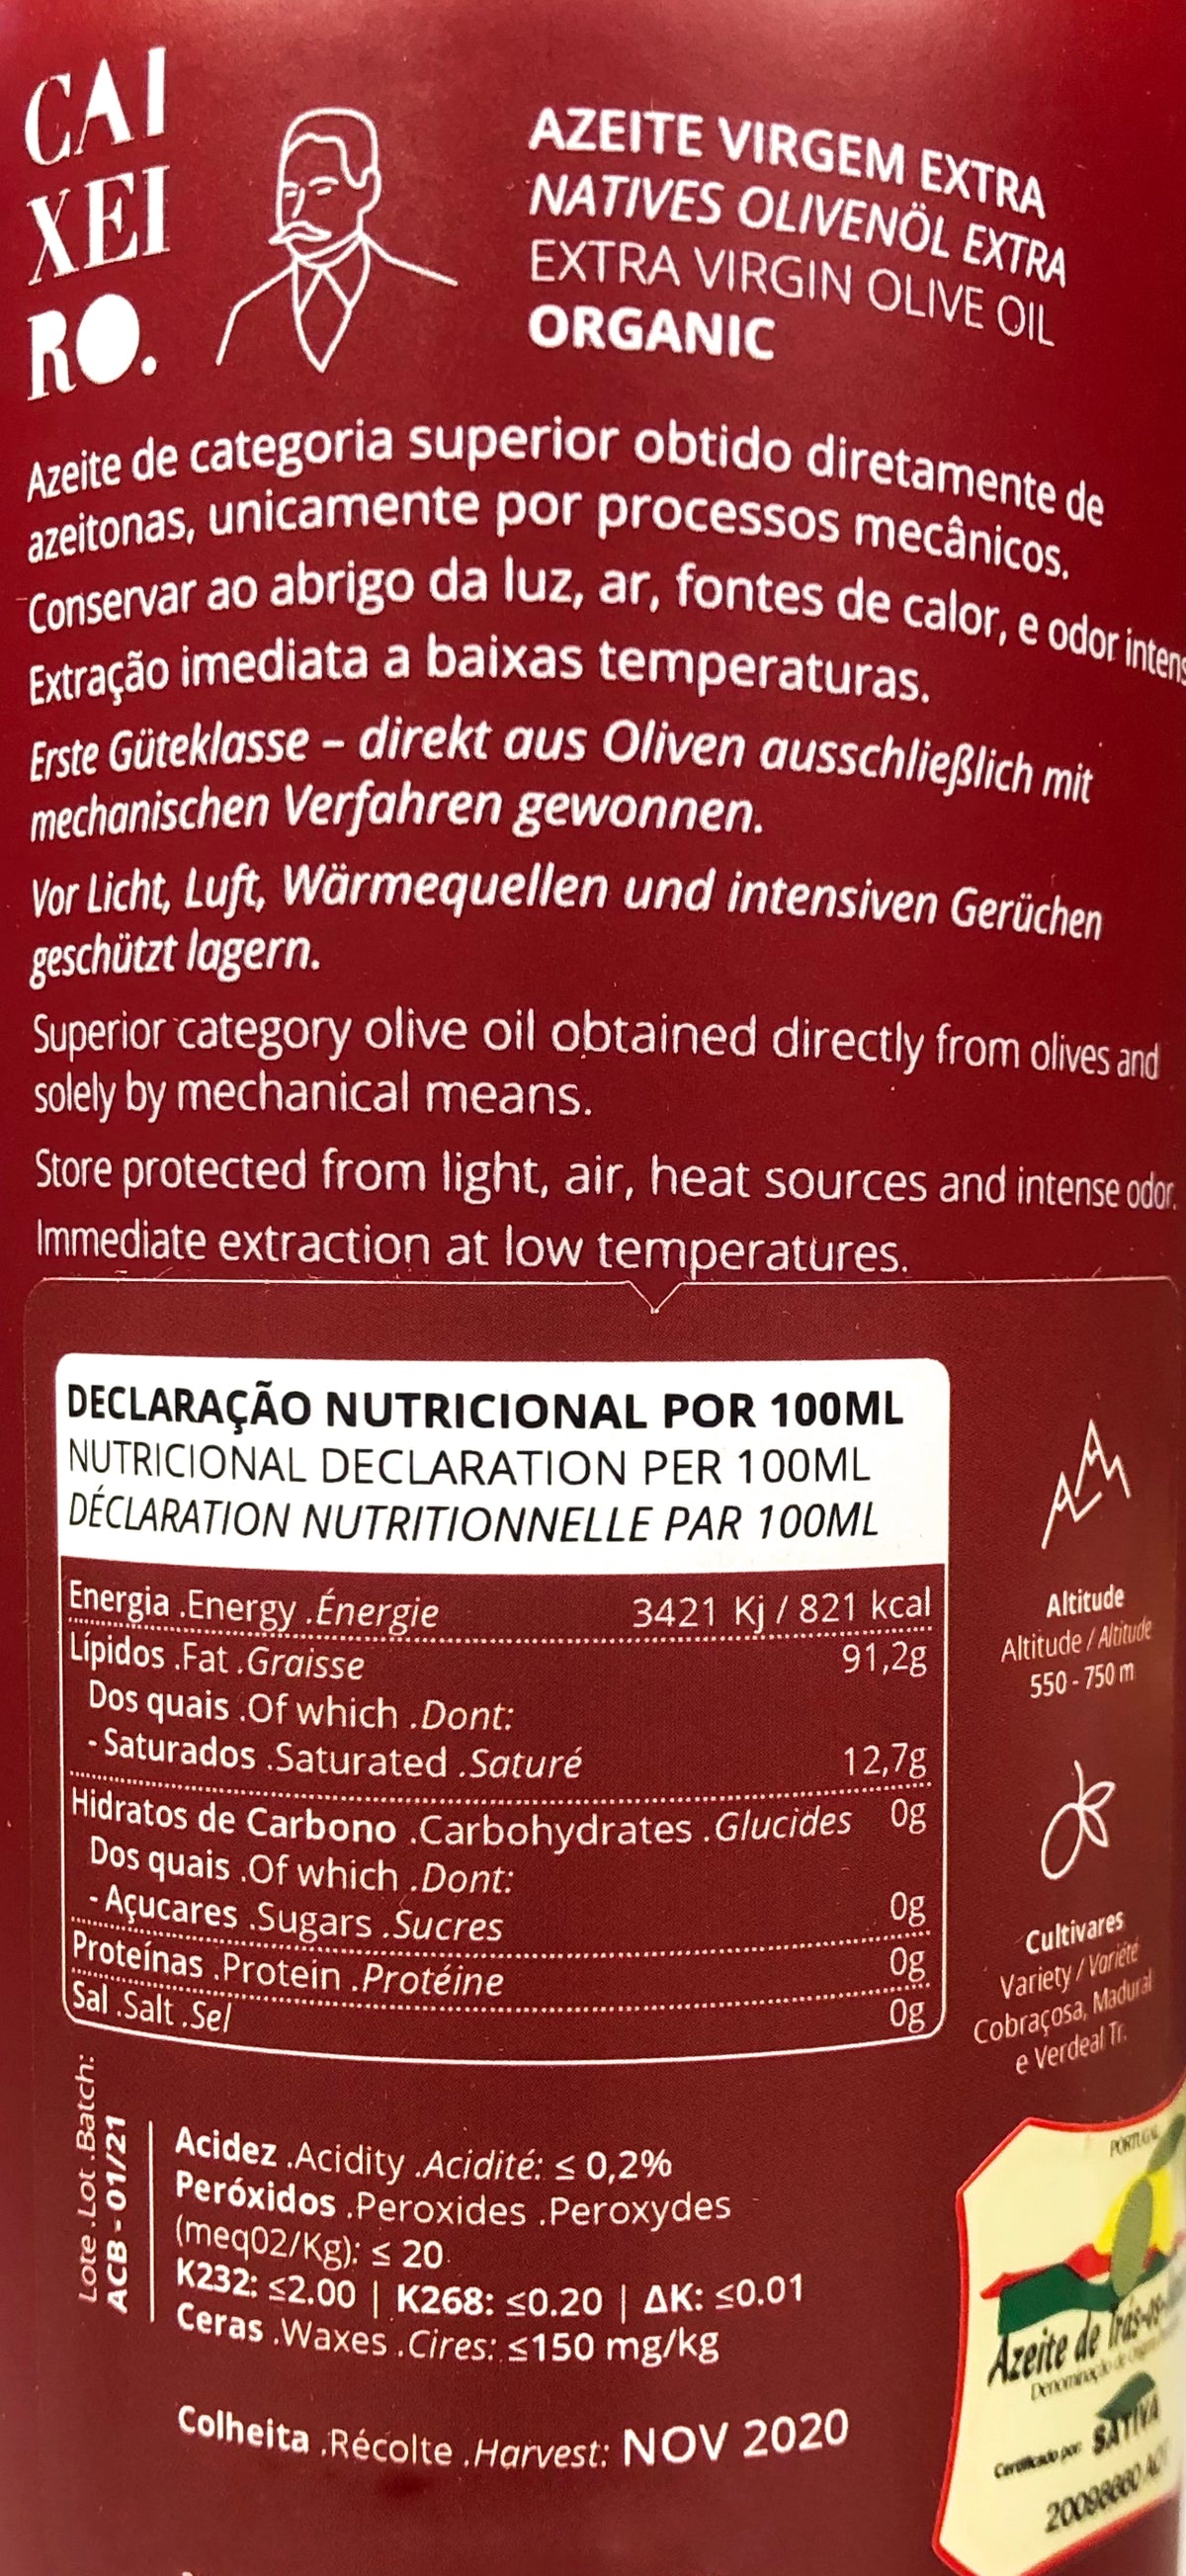 CAI
XEI
RO.
AZEITE VIRGEM EXTRA
NATIVES OLIVENÖL EXTRA
EXTRA VIRGIN OLIVE OIL
ORGANIC
Azeite de categoria superior obtido diretamente de
azeitonas, unicamente por processos mecânicos.
Conservar ao abrigo da luz, ar, fontes de calor, e odor intens
Extração imediata a baixas temperaturas.
Erste Güteklasse – direkt aus Oliven ausschließlich mit
mechanischen Verfahren gewonnen.
Vor Licht, Luft, Wärmequellen und intensiven Gerüchen
geschützt lagern.
Superior category olive oil obtained directly from olives and
solely by mechanical means.
Store protected from light, air, heat sources and intense odor.
Immediate extraction at low temperatures.
DECLARAÇÃO NUTRICIONAL POR 100ML
NUTRICIONAL DECLARATION PER 100ML
DÉCLARATION NUTRITIONNELLE PAR 100ML
Energia .Energy .Énergie 3421 Kj / 821 kcal
Lípidos .Fat .Graisse 91,2g
Dos quais .Of which .Dont:
- Saturados .Saturated .Saturé 12,7g
Hidratos de Carbono .Carbohydrates .Glucides 0g
Dos quais .Of which .Dont:
- Açucares .Sugars .Sucres 0g
Proteínas .Protein .Protéine 0g
Sal .Salt .Sel 0g
Altitude
Altitude / Altitude
550 - 750 m
Cultivares
Variety / Variété
Cobraçosa, Madural
e Verdeal Tr.
Lote .Lot .Batch:
ACB - 01/21
Acidez .Acidity .Acidité: ≤ 0,2%
Peróxidos .Peroxides .Peroxydes
(meq02/Kg): ≤ 20
K232: ≤2.00 | K268: ≤0.20 | ΔK: ≤0.01
Ceras .Waxes .Cires: ≤150 mg/kg
Colheita .Récolte .Harvest: NOV 2020
PORTUGAL
Azeite de Trás-os-
Denominação de
Certificado por: SATIVA